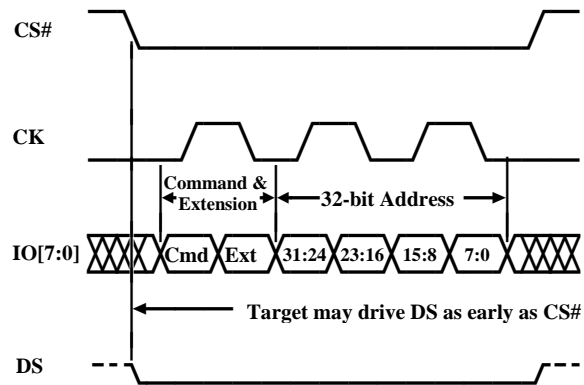 CS#
CK
Command &
Extension
32-bit Address
IO[7:0]
Cmd
Ext
31:24
23:16
15:8
7:0
Target may drive DS as early as CS#
DS